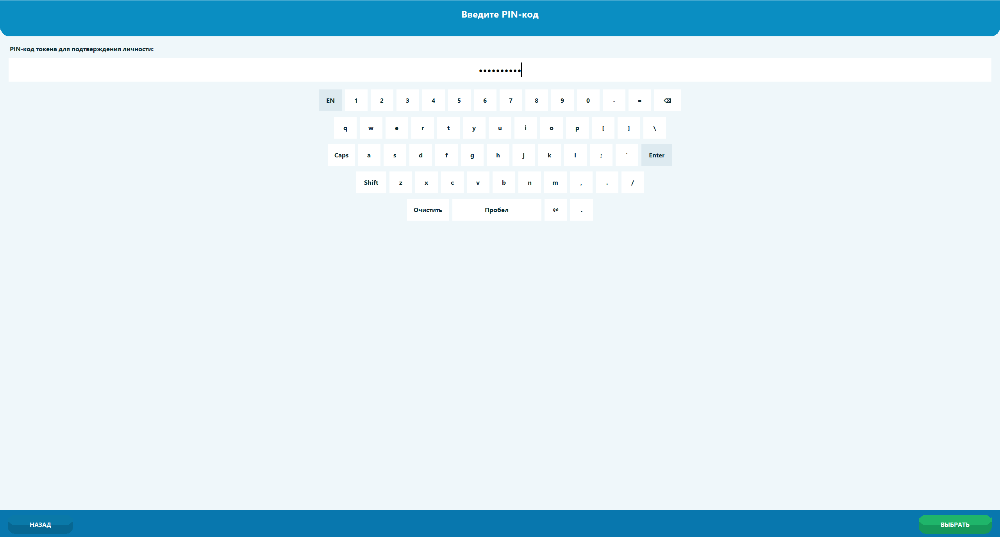 Введите PIN-код
PIN-код токена для подтверждения личности:
••••••••••
EN 1 2 3 4 5 6 7 8 9 0 - = ⌫
q w e r t y u i o p [ ] \
Caps a s d f g h j k l ; ' Enter
Shift z x c v b n m , . /
Очистить Пробел @ .
НАЗАД ВЫБРАТЬ